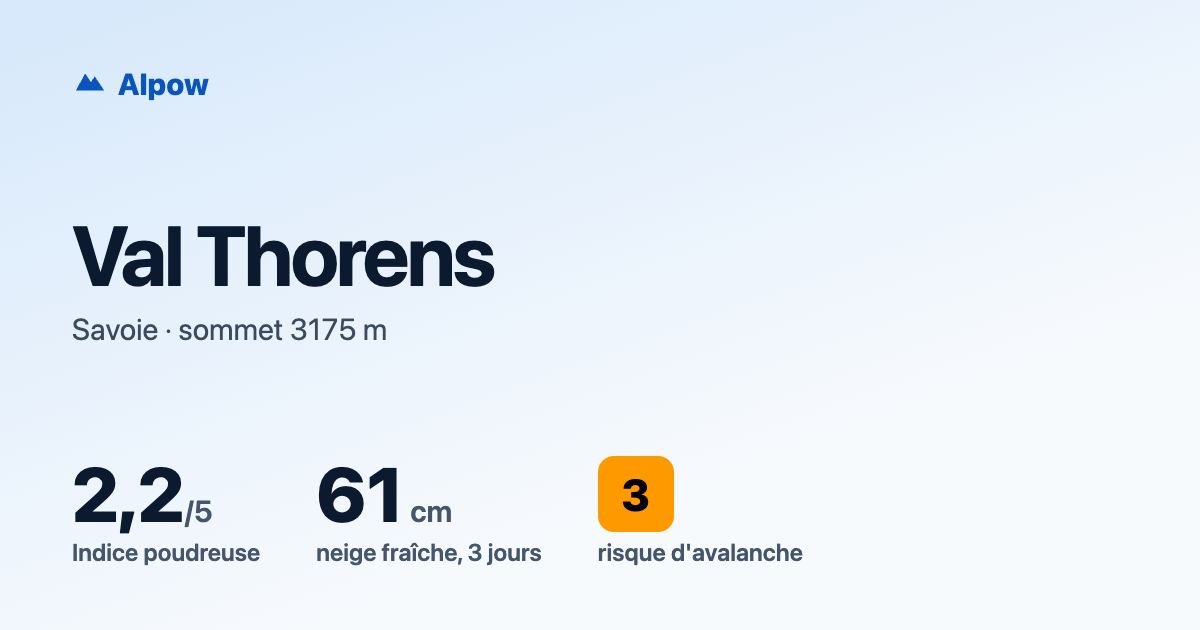 Alpow
Val Thorens
Savoie · sommet 3175 m
2,2/5
Indice poudreuse
61 cm
neige fraîche, 3 jours
3
risque d'avalanche